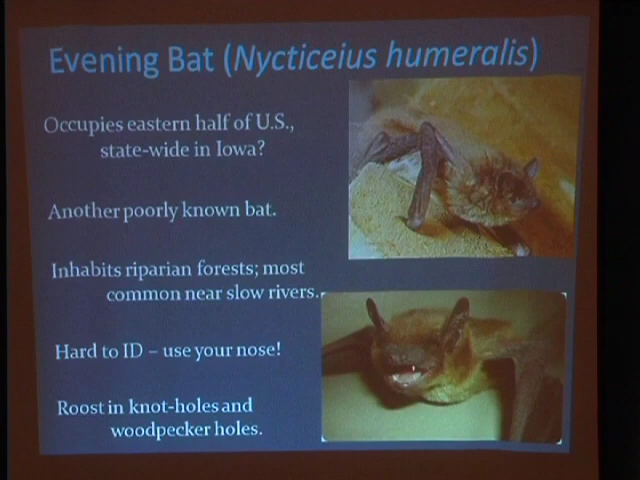 Evening Bat (Nycticeius humeralis)
Occupies eastern half of U.S.,
state-wide in Iowa?
Another poorly known bat.
Inhabits riparian forests; most
common near slow rivers.
Hard to ID – use your nose!
Roost in knot-holes and
woodpecker holes.